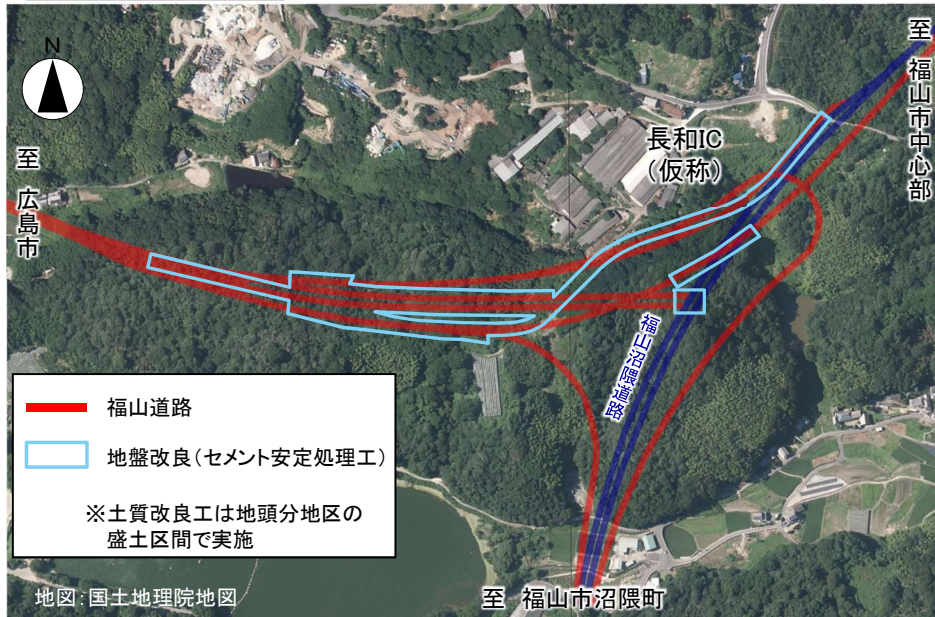 N
至 福山市中心部
長和IC
(仮称)
至 広島市
福山沼隈道路
福山道路
地盤改良(セメント安定処理工)
※土質改良工は地頭分地区の
盛土区間で実施
地図:国土地理院地図
至 福山市沼隈町